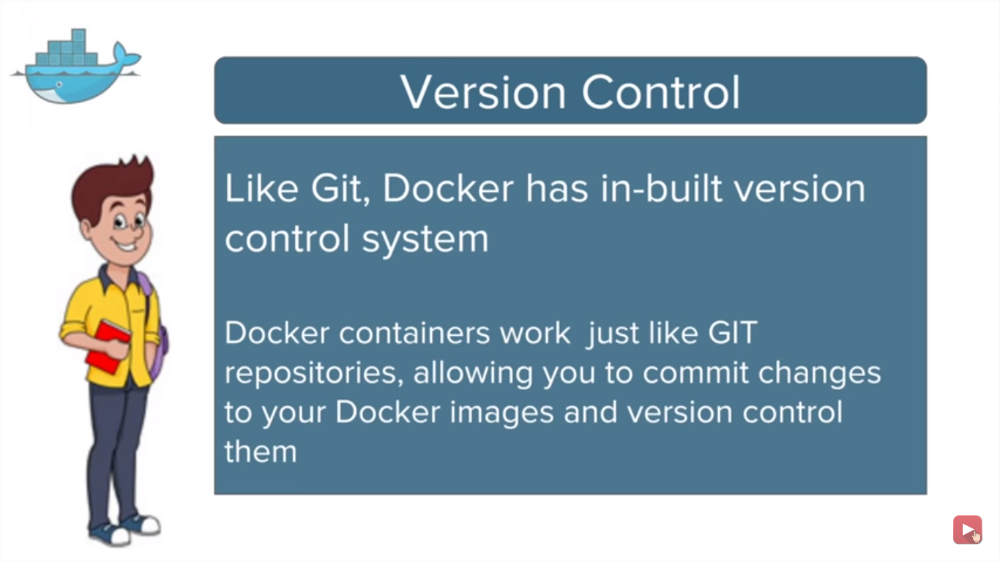 Version Control
Like Git, Docker has in-built version
control system
Docker containers work  just like GIT
repositories, allowing you to commit changes
to your Docker images and version control
them